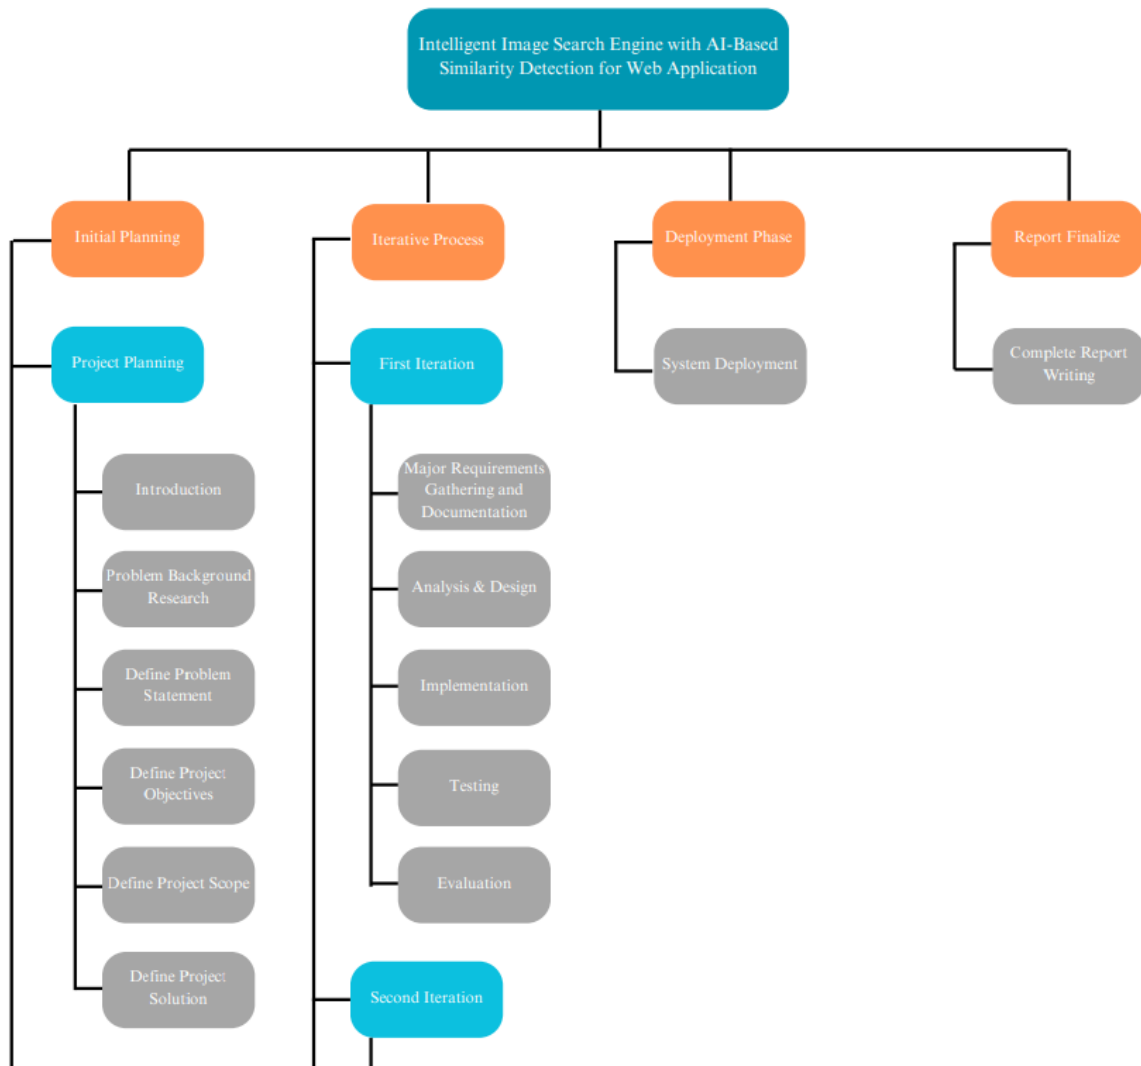 Intelligent Image Search Engine with AI-Based
Similarity Detection for Web Application
Initial Planning
Iterative Process
Deployment Phase
Report Finalize
Project Planning
First Iteration
System Deployment
Complete Report
Writing
Introduction
Major Requirements
Gathering and
Documentation
Problem Background
Research
Analysis & Design
Define Problem
Statement
Implementation
Define Project
Objectives
Testing
Define Project Scope
Evaluation
Define Project
Solution
Second Iteration